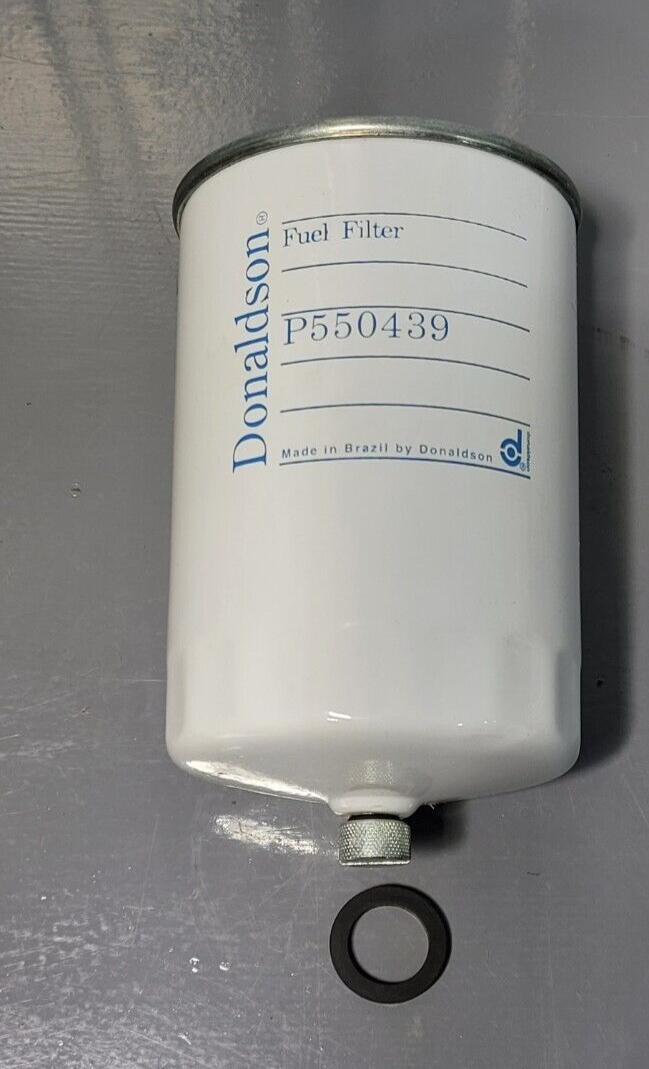 Donaldson®
Fuel Filter
P550439
Made in Brazil by Donaldson